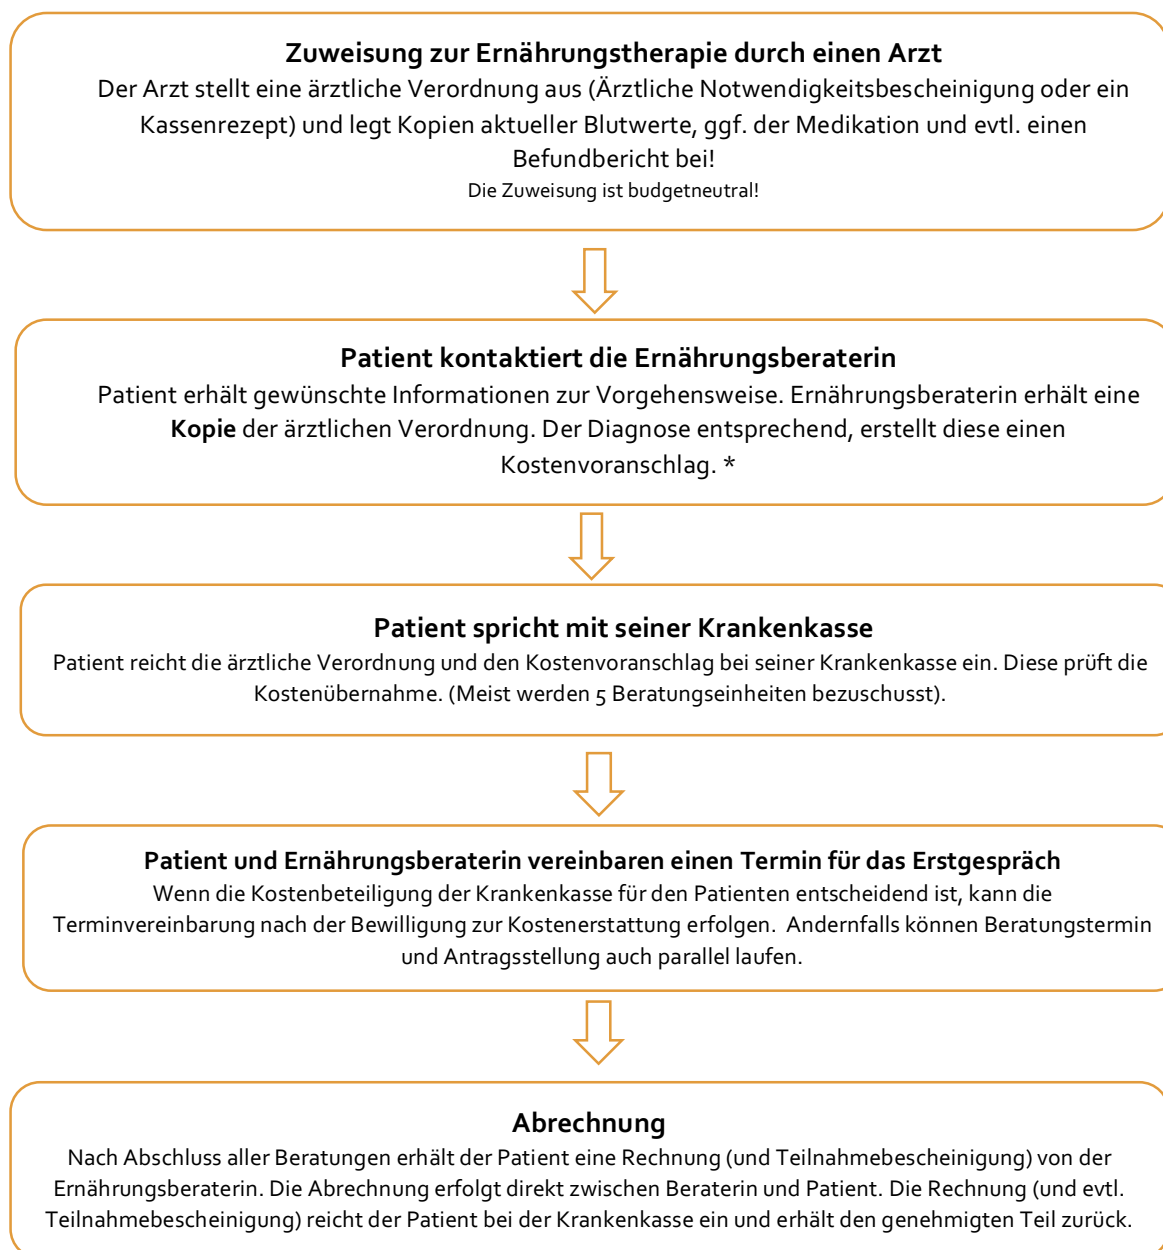 Zuweisung zur Ernährungstherapie durch einen Arzt
Der Arzt stellt eine ärztliche Verordnung aus (Ärztliche Notwendigkeitsbescheinigung oder ein
Kassenrezept) und legt Kopien aktueller Blutwerte, ggf. der Medikation und evtl. einen
Befundbericht bei!
Die Zuweisung ist budgetneutral!
Patient kontaktiert die Ernährungsberaterin
Patient erhält gewünschte Informationen zur Vorgehensweise. Ernährungsberaterin erhält eine
Kopie der ärztlichen Verordnung. Der Diagnose entsprechend, erstellt diese einen
Kostenvoranschlag. *
Patient spricht mit seiner Krankenkasse
Patient reicht die ärztliche Verordnung und den Kostenvoranschlag bei seiner Krankenkasse ein. Diese prüft die
Kostenübernahme. (Meist werden 5 Beratungseinheiten bezuschusst).
Patient und Ernährungsberaterin vereinbaren einen Termin für das Erstgespräch
Wenn die Kostenbeteiligung der Krankenkasse für den Patienten entscheidend ist, kann die
Terminvereinbarung nach der Bewilligung zur Kostenerstattung erfolgen. Andernfalls können Beratungstermin
und Antragsstellung auch parallel laufen.
Abrechnung
Nach Abschluss aller Beratungen erhält der Patient eine Rechnung (und Teilnahmebescheinigung) von der
Ernährungsberaterin. Die Abrechnung erfolgt direkt zwischen Beraterin und Patient. Die Rechnung (und evtl.
Teilnahmebescheinigung) reicht der Patient bei der Krankenkasse ein und erhält den genehmigten Teil zurück.